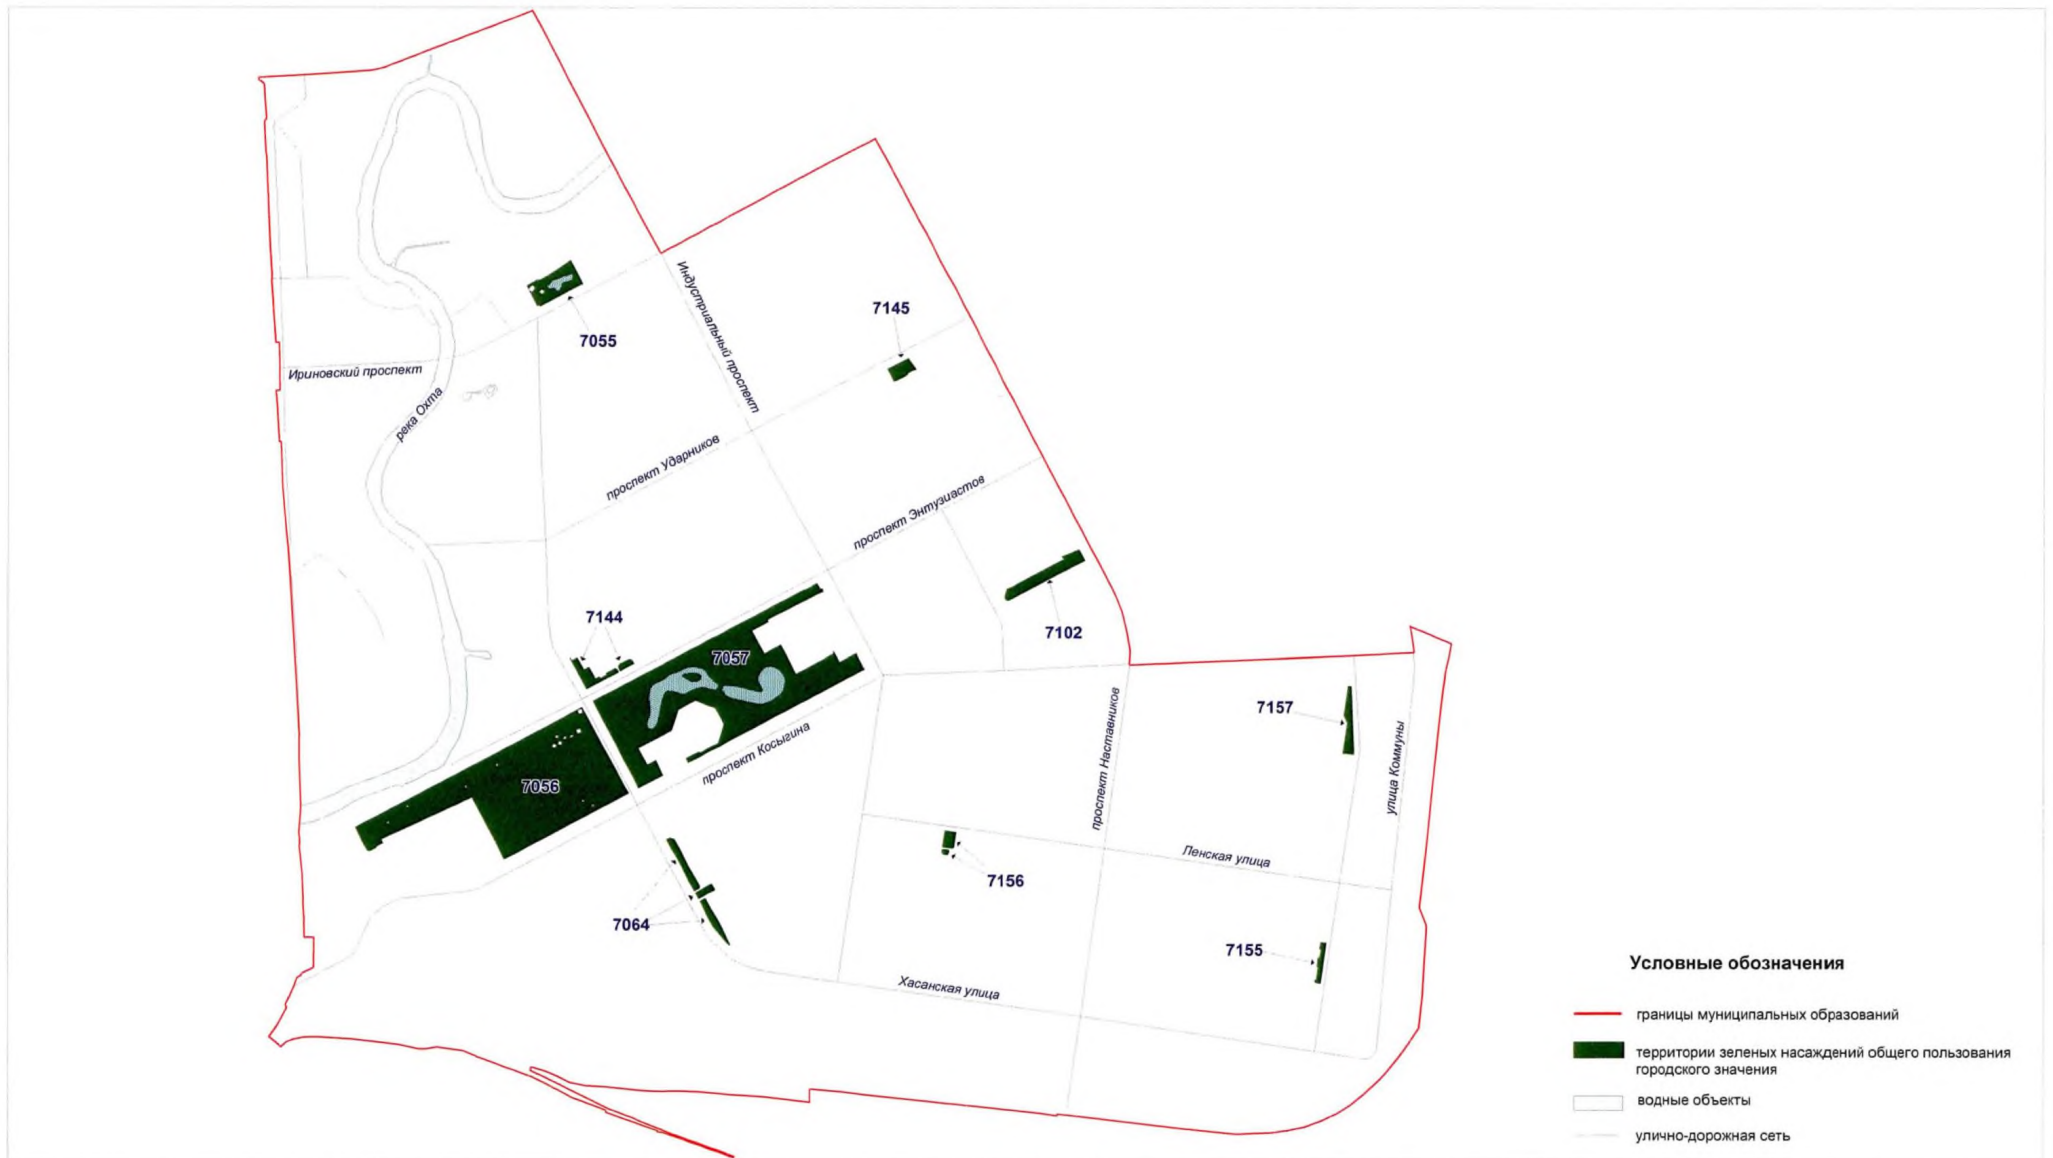 7145
7055
Индустриальный проспект
Ириновский проспект
река Охта
проспект Ударников
проспект Энтузиастов
7144
7102
7057
7157
проспект Косыгина
проспект Наставников
улица Коммуны
7056
7156
Ленская улица
7064
7155
Хасанская улица
Условные обозначения
границы муниципальных образований
территории зеленых насаждений общего пользования
городского значения
водные объекты
улично-дорожная сеть